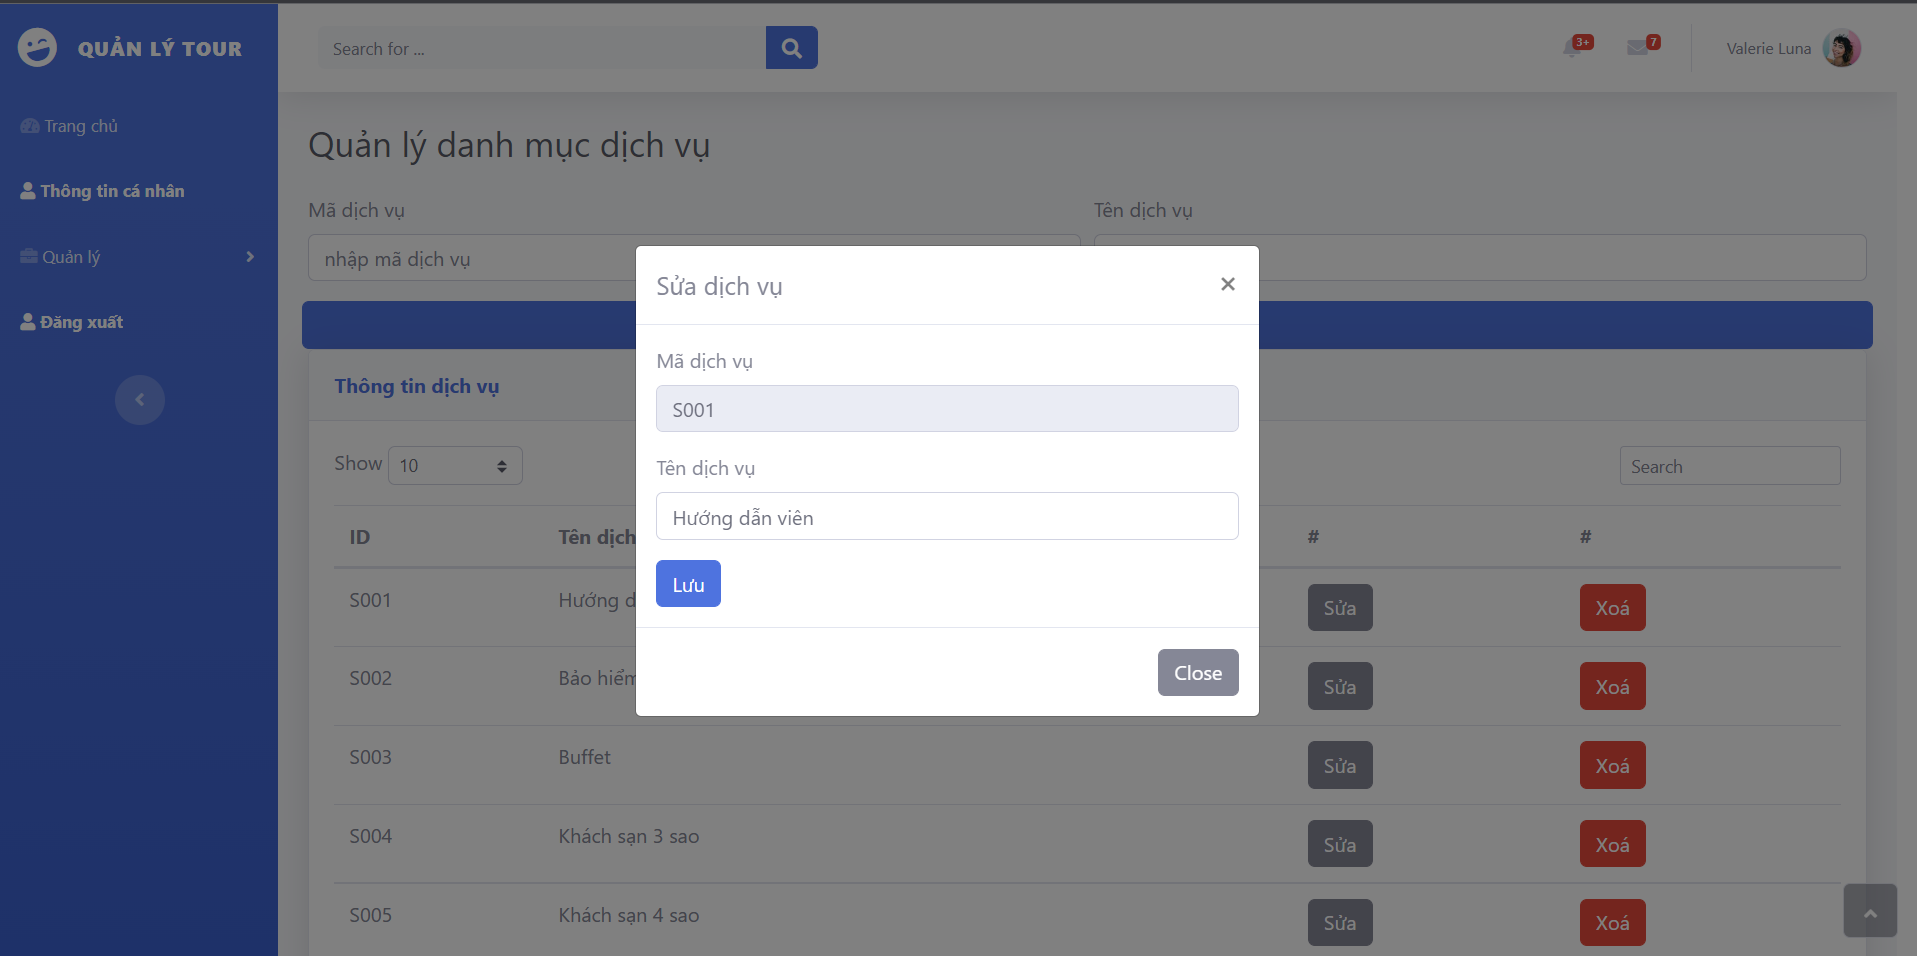 QUẢN LÝ TOUR
Search for ...
3+
7
Valerie Luna
Trang chủ
Thông tin cá nhân
Quản lý
Đăng xuất
Quản lý danh mục dịch vụ
Mã dịch vụ
Tên dịch vụ
nhập mã dịch vụ
Sửa dịch vụ
×
Mã dịch vụ
S001
Tên dịch vụ
Hướng dẫn viên
Lưu
Close
Thông tin dịch vụ
Show 10
Search
ID Tên dịch # #
S001 Hướng d Sửa Xoá
S002 Bảo hiểm Sửa Xoá
S003 Buffet Sửa Xoá
S004 Khách sạn 3 sao Sửa Xoá
S005 Khách sạn 4 sao Sửa Xoá